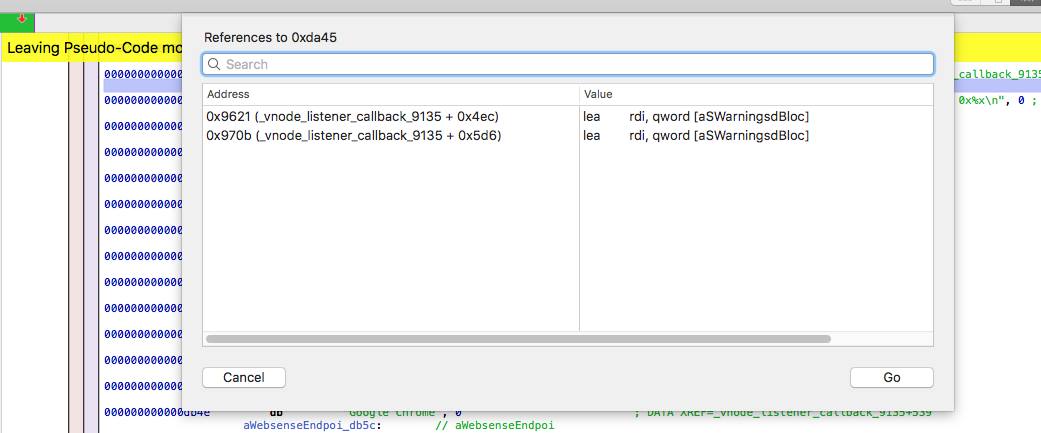 References to 0xda45
Leaving Pseudo-Code mo
Search
Address Value
_callback_9135
0x9621 (_vnode_listener_callback_9135 + 0x4ec) lea rdi, qword [aSWarningsdBloc]
0x%x\n", 0 ;
0x970b (_vnode_listener_callback_9135 + 0x5d6) lea rdi, qword [aSWarningsdBloc]
000000000000
000000000000
000000000000
000000000000
000000000000
000000000000
000000000000
000000000000
000000000000
000000000000
000000000000
000000000000
000000000000
Cancel Go
000000000000db4e db "Google Chrome", 0 ; DATA XREF=_vnode_listener_callback_9135+539
aWebsenseEndpoi_db5c: // aWebsenseEndpoi